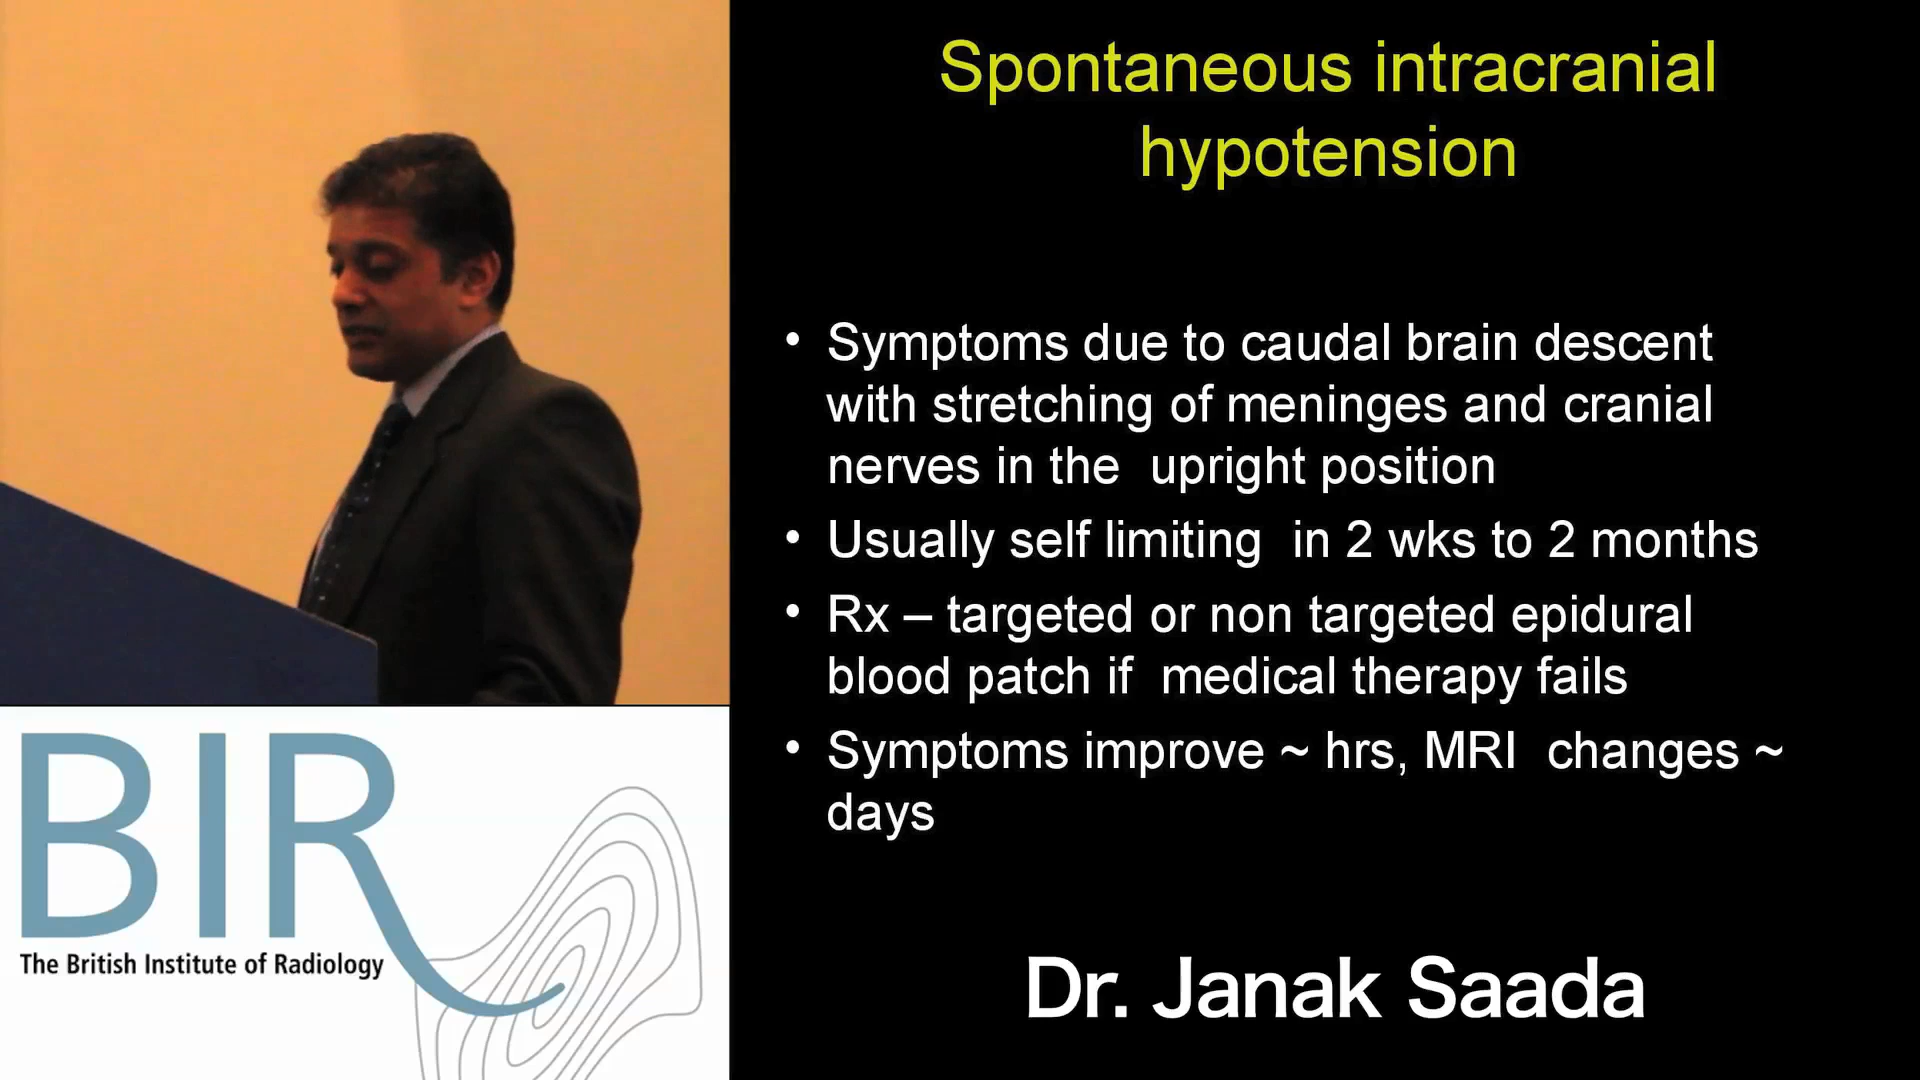 Spontaneous intracranial
hypotension
• Symptoms due to caudal brain descent
with stretching of meninges and cranial
nerves in the  upright position
• Usually self limiting  in 2 wks to 2 months
• Rx – targeted or non targeted epidural
blood patch if  medical therapy fails
• Symptoms improve ~ hrs, MRI  changes ~
days
Dr. Janak Saada
BIR
The British Institute of Radiology